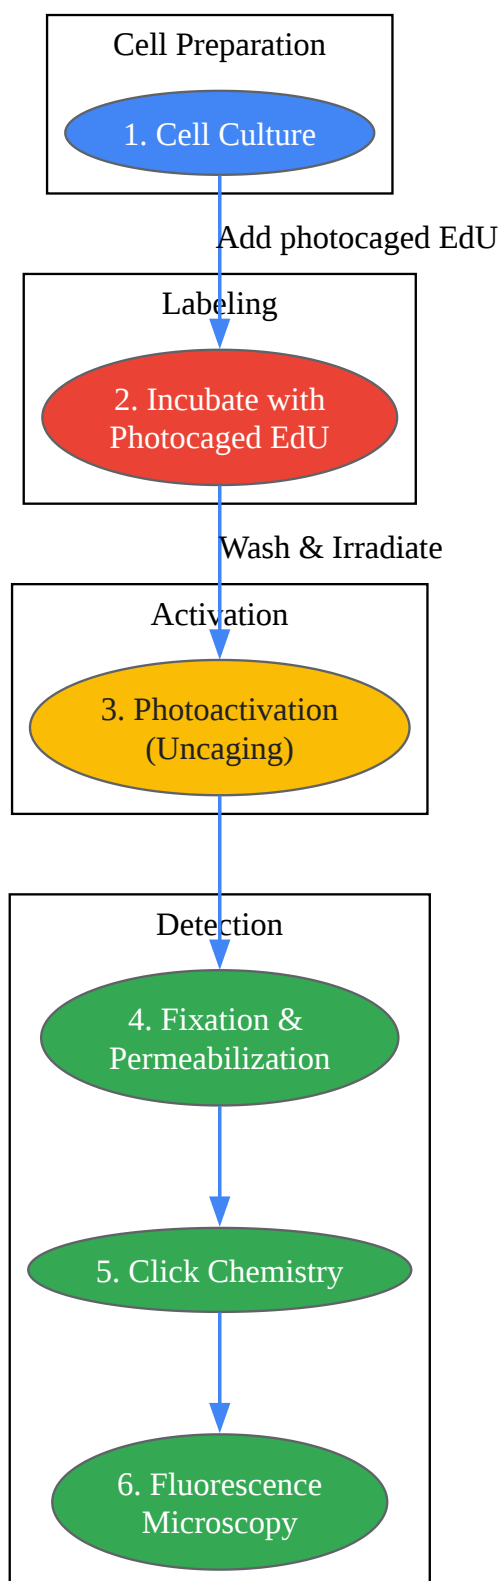 Cell Preparation
1. Cell Culture
Add photocaged EdU
Labeling
2. Incubate with
Photocaged EdU
Wash & Irradiate
Activation
3. Photoactivation
(Uncaging)
Detection
4. Fixation &
Permeabilization
5. Click Chemistry
6. Fluorescence
Microscopy